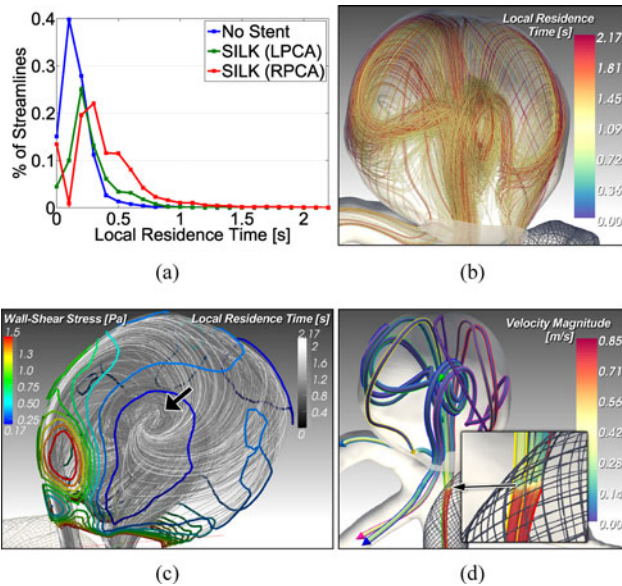 0.4
0.3
0.2
0.1
0
% of Streamlines
No Stent
SILK (LPCA)
SILK (RPCA)
0 0.5 1 1.5 2
Local Residence Time [s]
(a)
Local Residence
Time [s]
2.17
1.80
1.45
1.09
0.72
0.36
0.00
(b)
Wall-Shear Stress [Pa]
1.5
1.3
1.0
0.75
0.50
0.25
0.17
Local Residence Time [s]
2.17
2
1.6
1.2
0.8
0.4
0
(c)
Velocity Magnitude
[m/s]
0.85
0.71
0.56
0.42
0.28
0.14
0.00
(d)